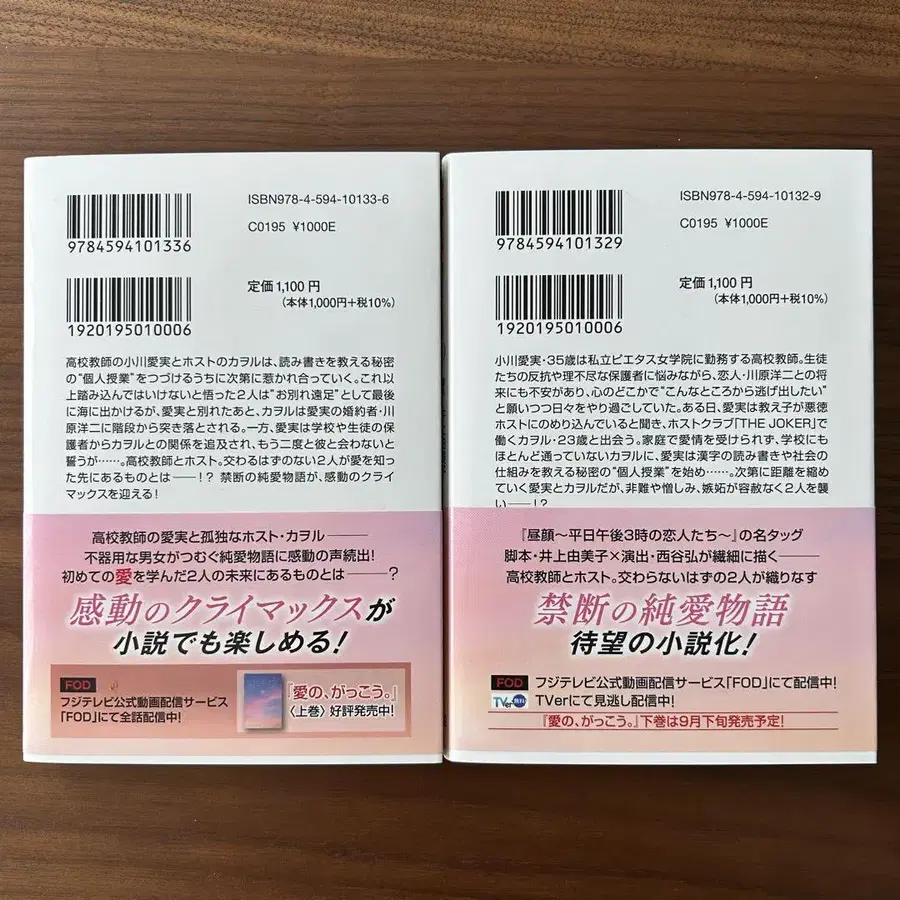 ISBN978-4-594-10133-6
C0195 ¥1000E
9784594101336
定価1,100円
(本体1,000円+税10%)
1920195010006
高校教師の小川愛実とホストのカヲルは、読み書きを教える秘密
の“個人授業”をつづけるうちに次第に惹かれ合っていく。これ以
上踏み込んではいけないと悟った2人は“お別れ遠足”として最後
に海に出かけるが、愛実と別れたあと、カヲルは愛実の婚約者・川
原洋二に階段から突き落とされる。一方、愛実は学校や生徒の保
護者からカヲルとの関係を追及され、もう二度と彼と会わないと
誓うが……。高校教師とホスト。交わるはずのない2人が愛を知っ
た先にあるものとは――!? 禁断の純愛物語が、感動のクライ
マックスを迎える!
高校教師の愛実と孤独なホスト・カヲル――
不器用な男女がつむぐ純愛物語に感動の声続出!
初めての愛を学んだ2人の未来にあるものとは――?
感動のクライマックスが
小説でも楽しめる!
FOD
フジテレビ公式動画配信サービス
「FOD」にて全話配信中!
『愛の、がっこう。』
〈上巻〉好評発売中!
ISBN978-4-594-10132-9
C0195 ¥1000E
9784594101329
定価1,100円
(本体1,000円+税10%)
1920195010006
小川愛実・35歳は私立ピエタス女学院に勤務する高校教師。生徒
たちの反抗や理不尽な保護者に悩みながら、恋人・川原洋二との将
来にも不安があり、心のどこかで“こんなところから逃げ出したい”
と願いつつ日々をやり過ごしていた。ある日、愛実は教え子が悪徳
ホストにのめり込んでいると聞き、ホストクラブ「THE JOKER」で
働くカヲル・23歳と出会う。家庭で愛情を受けられず、学校にも
ほとんど通っていないカヲルに、愛実は漢字の読み書きや社会の
仕組みを教える秘密の“個人授業”を始め……。次第に距離を縮め
ていく愛実とカヲルだが、非難や憎しみ、嫉妬が容赦なく2人を襲
い――!?
『昼顔～平日午後3時の恋人たち～』の名タッグ
脚本・井上由美子×演出・西谷弘が繊細に描く――
高校教師とホスト。交わらないはずの2人が織りなす
禁断の純愛物語
待望の小説化!
FOD フジテレビ公式動画配信サービス「FOD」にて配信中!
TVer 無料 TVerにて見逃し配信中!
『愛の、がっこう。』下巻は9月下旬発売予定!